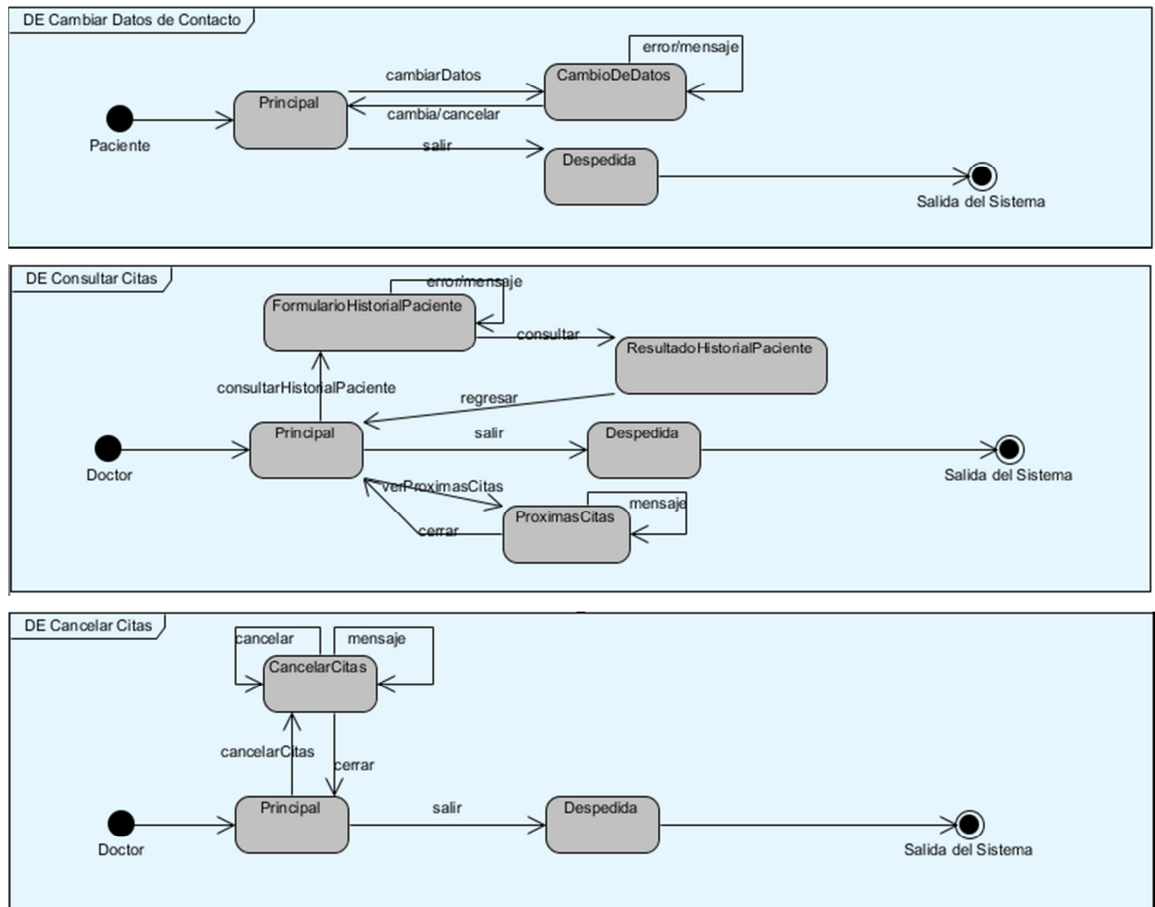 DE Cambiar Datos de Contacto
error/mensaje
cambiarDatos
CambioDeDatos
Principal
cambia/cancelar
Paciente
salir
Despedida
Salida del Sistema
DE Consultar Citas
error/mensaje
FormularioHistorialPaciente
consultar
ResultadoHistorialPaciente
consultarHistorialPaciente
regresar
Principal
salir
Despedida
Doctor
Salida del Sistema
verProximasCitas
mensaje
ProximasCitas
cerrar
DE Cancelar Citas
cancelar
mensaje
CancelarCitas
cancelarCitas
cerrar
Principal
salir
Despedida
Doctor
Salida del Sistema